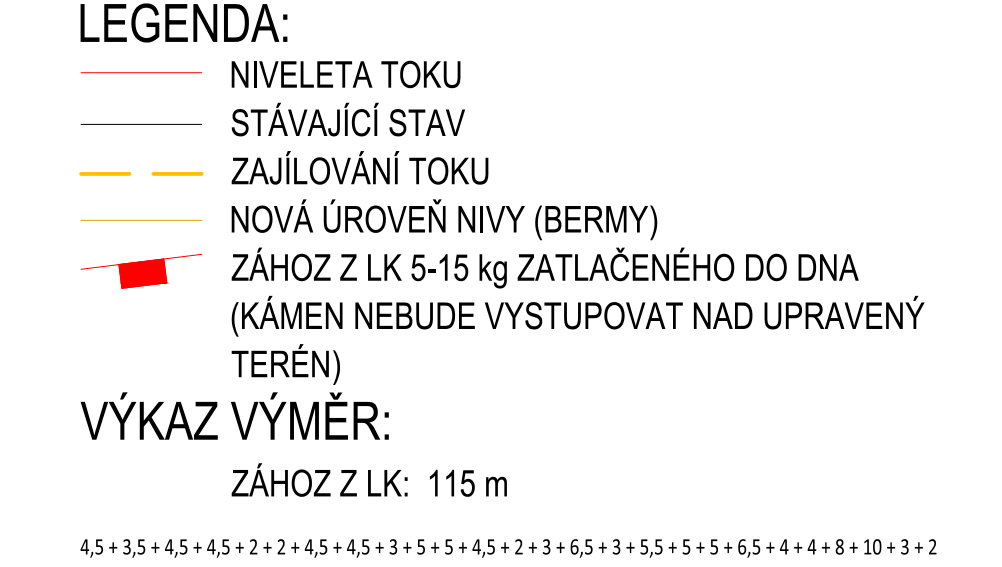 LEGENDA:
NIVELETA TOKU
STÁVAJÍCÍ STAV
ZAJÍLOVÁNÍ TOKU
NOVÁ ÚROVEŇ NIVY (BERMY)
ZÁHOZ Z LK 5-15 kg ZATLAČENÉHO DO DNA
(KÁMEN NEBUDE VYSTUPOVAT NAD UPRAVENÝ
TERÉN)
VÝKAZ VÝMĚR:
ZÁHOZ Z LK: 115 m
4,5 + 3,5 + 4,5 + 4,5 + 2 + 2 + 4,5 + 4,5 + 3 + 5 + 5 + 4,5 + 2 + 3 + 6,5 + 3 + 5,5 + 5 + 5 + 6,5 + 4 + 4 + 8 + 10 + 3 + 2